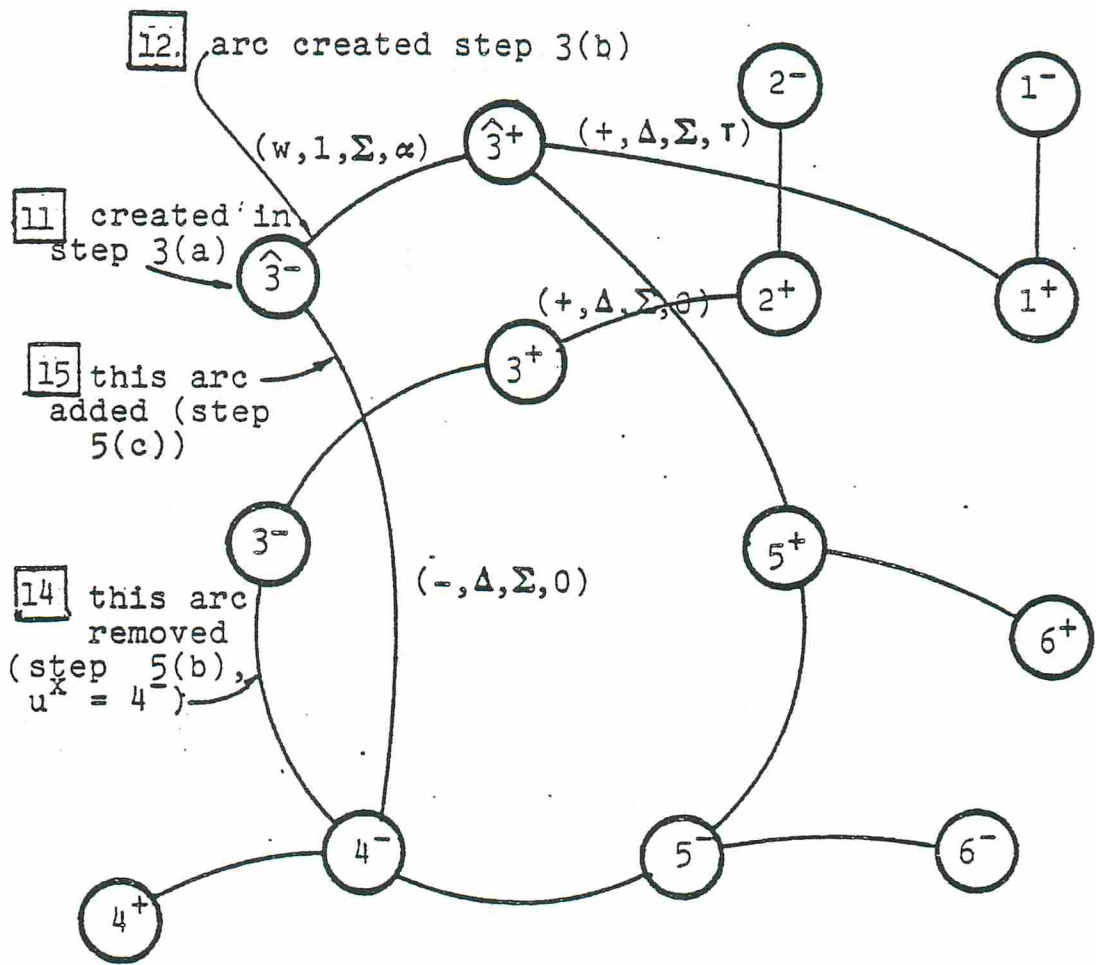 12. arc created step 3(b)
2⁻
1⁻
(w,1,Σ,α)
3̂⁺
(+,Δ,Σ,T)
11 created in
step 3(a)
3̂⁻
(+,Δ,Σ,0)
2⁺
1⁺
15 this arc
added (step
5(c))
3⁺
3⁻
5⁺
14 this arc
removed
(step 5(b),
uˣ = 4⁻)
(-,Δ,Σ,0)
6⁺
4⁻
5⁻
6⁻
4⁺